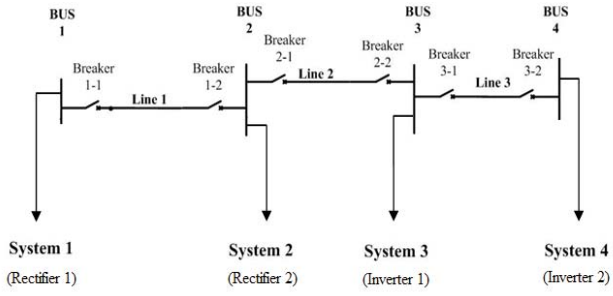 BUS
1
BUS
2
BUS
3
BUS
4
Breaker
1-1
Line 1
Breaker
1-2
Breaker
2-1
Line 2
Breaker
2-2
Breaker
3-1
Line 3
Breaker
3-2
System 1
(Rectifier 1)
System 2
(Rectifier 2)
System 3
(Inverter 1)
System 4
(Inverter 2)